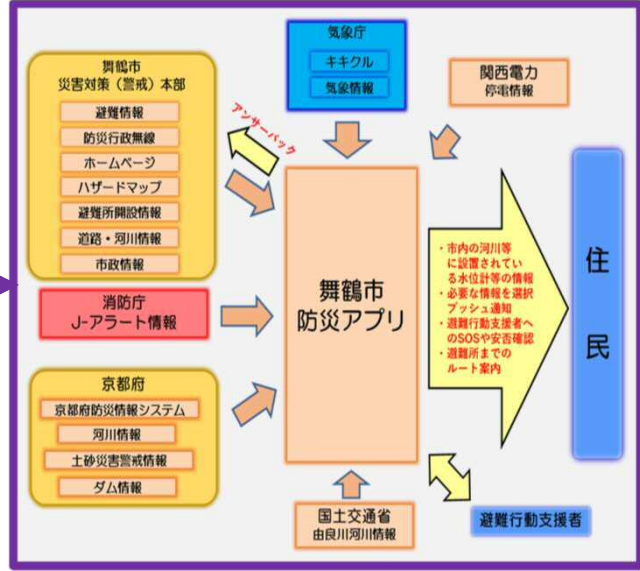 舞鶴市
災害対策（警戒）本部
避難情報
防災行政無線
ホームページ
ハザードマップ
避難所開設情報
道路・河川情報
市政情報
消防庁
J-アラート情報
京都府
京都府防災情報システム
河川情報
土砂災害警戒情報
ダム情報
アンサーバック
気象庁
キキクル
気象情報
関西電力
停電情報
舞鶴市
防災アプリ
国土交通省
由良川河川情報
・市内の河川等
に設置されてい
る水位計等の情報
・必要な情報を選択
プッシュ通知
・避難行動支援者へ
のSOSや安否確認
・避難所までの
ルート案内
避難行動支援者
住
民